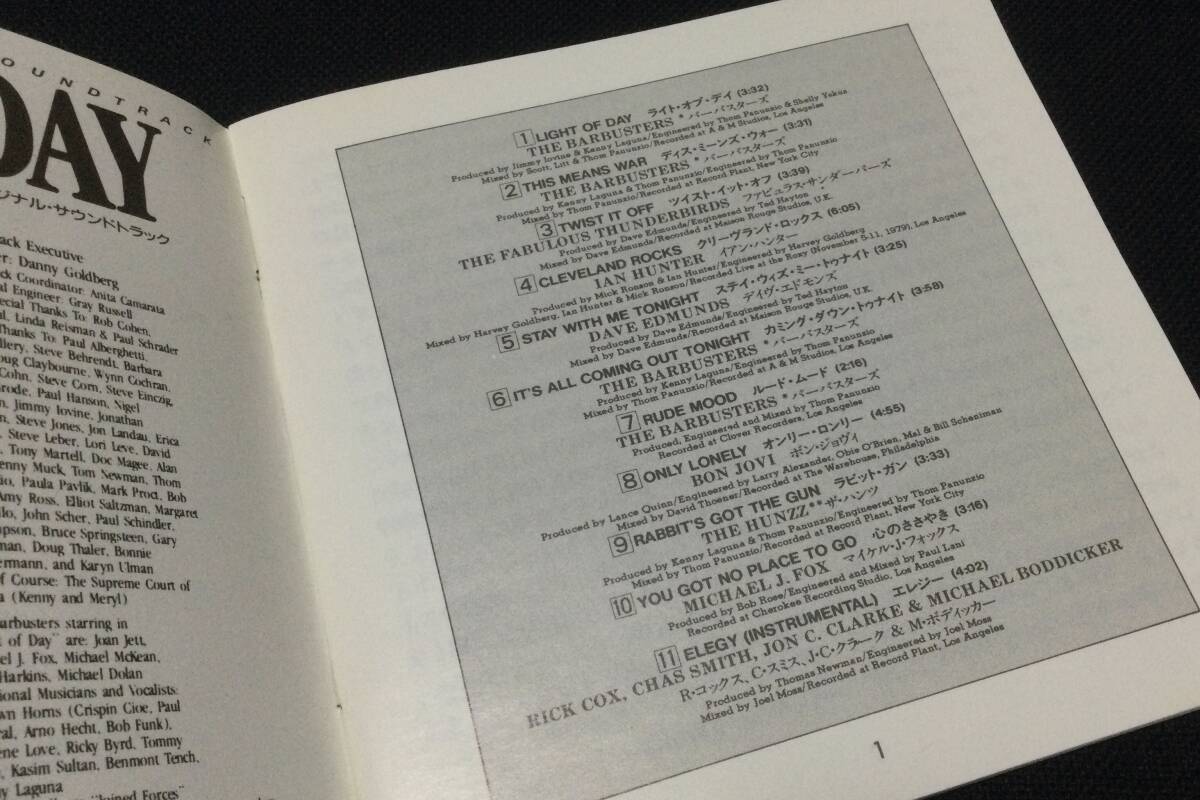 OUNDTRACK
DAY
ジナル・サウンドトラック
ack Executive
er: Danny Goldberg
ck Coordinator: Anita Camarata
al Engineer: Gray Russell
ecial Thanks To: Rob Cohen,
ul, Linda Reisman & Paul Schrader
Thanks To: Paul Alberghetti,
illery, Steve Behrendt, Barbara
oug Claybourne, Wynn Cochran,
Cohn, Steve Corn, Steve Einczig,
rode, Paul Hanson, Nigel
n, Jimmy Iovine, Jonathan
n, Steve Jones, Jon Landau, Erica
, Steve Leber, Lori Leve, David
, Tony Martell, Doc Magee, Alan
enny Muck, Tom Newman, Thom
io, Paula Pavlik, Mark Proct, Bob
Amy Ross, Elliot Saltzman, Margaret
lo, John Scher, Paul Schindler,
mpson, Bruce Springsteen, Gary
man, Doug Thaler, Bonnie
ermann, and Karyn Ulman
f Course: The Supreme Court of
a (Kenny and Meryl)
arbusters starring in
t of Day" are: Joan Jett,
el J. Fox, Michael McKean,
Harkins, Michael Dolan
ional Musicians and Vocalists:
wn Horns (Crispin Cioe, Paul
ral, Arno Hecht, Bob Funk),
ene Love, Ricky Byrd, Tommy
, Kasim Sultan, Benmont Tench,
y Laguna
"Joined Forces"
1 LIGHT OF DAY ライト・オブ・デイ (3:32)
THE BARBUSTERS * バーバスターズ
Produced by Jimmy Iovine & Kenny Laguna/Engineered by Thom Panunzio & Shelly Yakus
Mixed by Scott, Litt & Thom Panunzio/Recorded at A & M Studios, Los Angeles
2 THIS MEANS WAR ディス・ミーンズ・ウォー (3:31)
THE BARBUSTERS * バーバスターズ
Produced by Kenny Laguna & Thom Panunzio/Engineered by Thom Panunzio
Mixed by Thom Panunzio/Recorded at Record Plant, New York City
3 TWIST IT OFF ツイスト・イット・オフ (3:39)
THE FABULOUS THUNDERBIRDS ファビュラス・サンダーバーズ
Produced by Dave Edmunds/Engineered by Ted Hayton
Mixed by Dave Edmunds/Recorded at Maison Rouge Studios, U.K.
4 CLEVELAND ROCKS クリーヴランド・ロックス (6:05)
IAN HUNTER イアン・ハンター
Produced by Mick Ronson & Ian Hunter/Engineered by Harvey Goldberg
Mixed by Harvey Goldberg, Ian Hunter & Mick Ronson/Recorded Live at the Roxy (November 5-11, 1979), Los Angeles
5 STAY WITH ME TONIGHT ステイ・ウィズ・ミー・トゥナイト (3:25)
DAVE EDMUNDS デイヴ・エドモンズ
Produced by Dave Edmunds/Engineered by Ted Hayton
Mixed by Dave Edmunds/Recorded at Maison Rouge Studios, U.K.
6 IT'S ALL COMING OUT TONIGHT カミング・ダウン・トゥナイト (3:58)
THE BARBUSTERS * バーバスターズ
Produced by Kenny Laguna/Engineered by Thom Panunzio
Mixed by Thom Panunzio/Recorded at A & M Studios, Los Angeles
7 RUDE MOOD ルード・ムード (2:16)
THE BARBUSTERS * バーバスターズ
Produced, Engineered and Mixed by Thom Panunzio
Recorded at Clover Recorders, Los Angeles
8 ONLY LONELY オンリー・ロンリー (4:55)
BON JOVI ボン・ジョヴィ
Produced by Lance Quinn/Engineered by Larry Alexander, Obie O'Brien, Mal & Bill Scheniman
Mixed by David Thoener/Recorded at The Warehouse, Philadelphia
9 RABBIT'S GOT THE GUN ラビット・ガン (3:33)
THE HUNZZ** ザ・ハンツ
Produced by Kenny Laguna & Thom Panunzio/Engineered by Thom Panunzio
Mixed by Thom Panunzio/Recorded at Record Plant, New York City
10 YOU GOT NO PLACE TO GO 心のささやき (3:16)
MICHAEL J. FOX マイケル・J・フォックス
Produced by Bob Rose/Engineered and Mixed by Paul Lani
Recorded at Cherokee Recording Studio, Los Angeles
11 ELEGY (INSTRUMENTAL) エレジー (4:02)
RICK COX, CHAS SMITH, JON C. CLARKE & MICHAEL BODDICKER
R・コックス、C・スミス、J・C・クラーク & M・ボディッカー
Produced by Thomas Newman/Engineered by Joel Moss
Mixed by Joel Moss/Recorded at Record Plant, Los Angeles
1